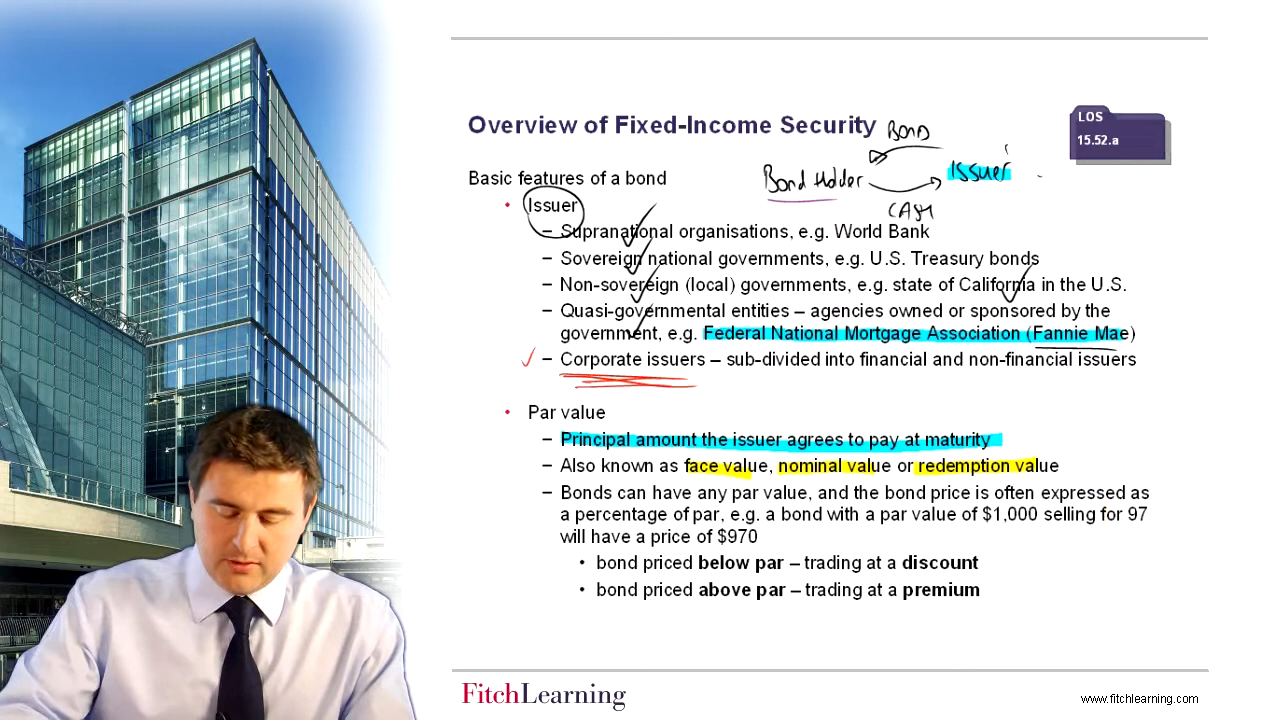 LOS
15.52.a
Overview of Fixed-Income Security
BOND
Bond Holder
Issuer
CASH
Basic features of a bond
• Issuer
– Supranational organisations, e.g. World Bank
– Sovereign national governments, e.g. U.S. Treasury bonds
– Non-sovereign (local) governments, e.g. state of California in the U.S.
– Quasi-governmental entities – agencies owned or sponsored by the
government, e.g. Federal National Mortgage Association (Fannie Mae)
– Corporate issuers – sub-divided into financial and non-financial issuers
• Par value
– Principal amount the issuer agrees to pay at maturity
– Also known as face value, nominal value or redemption value
– Bonds can have any par value, and the bond price is often expressed as
a percentage of par, e.g. a bond with a par value of $1,000 selling for 97
will have a price of $970
• bond priced below par – trading at a discount
• bond priced above par – trading at a premium
FitchLearning
www.fitchlearning.com